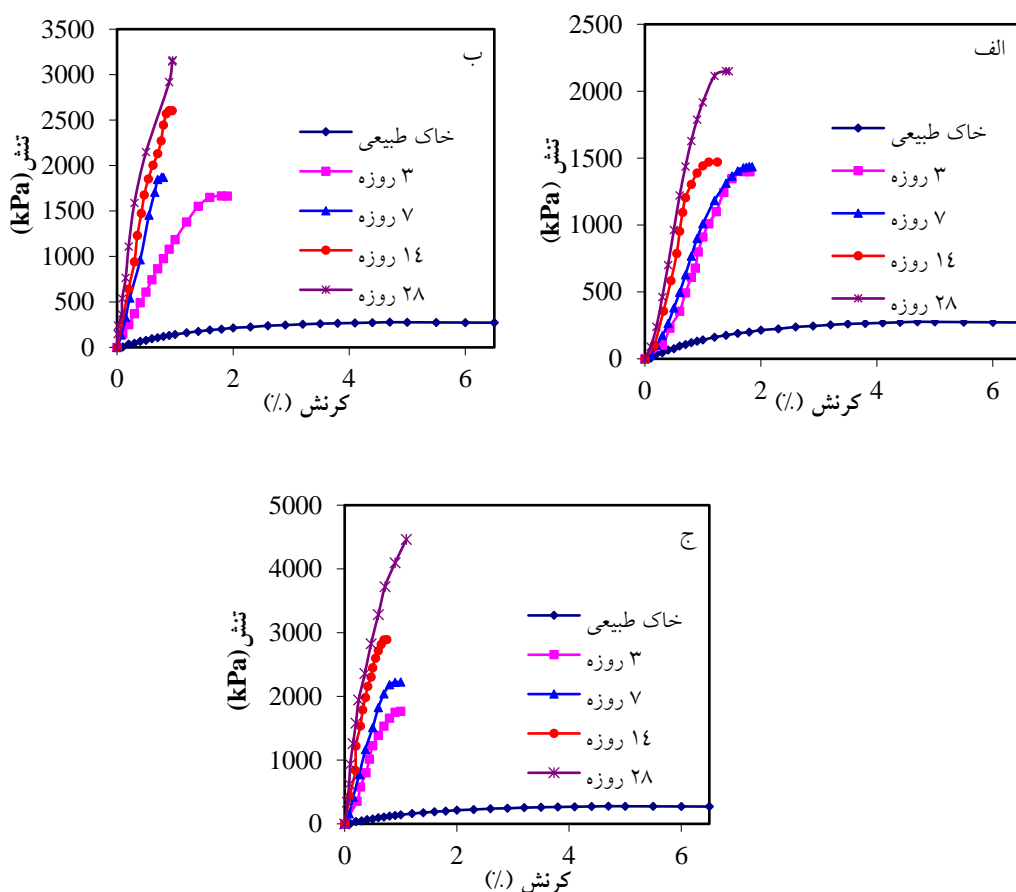 الف
تنش (kPa)
2500
2000
1500
1000
500
0
0 2 4 6
کرنش (٪)
خاک طبیعی
۳ روزه
۷ روزه
۱٤ روزه
۲۸ روزه
ب
تنش (kPa)
3500
3000
2500
2000
1500
1000
500
0
0 2 4 6
کرنش (٪)
خاک طبیعی
۳ روزه
۷ روزه
۱٤ روزه
۲۸ روزه
ج
تنش (kPa)
5000
4000
3000
2000
1000
0
0 2 4 6
کرنش (٪)
خاک طبیعی
۳ روزه
۷ روزه
۱٤ روزه
۲۸ روزه